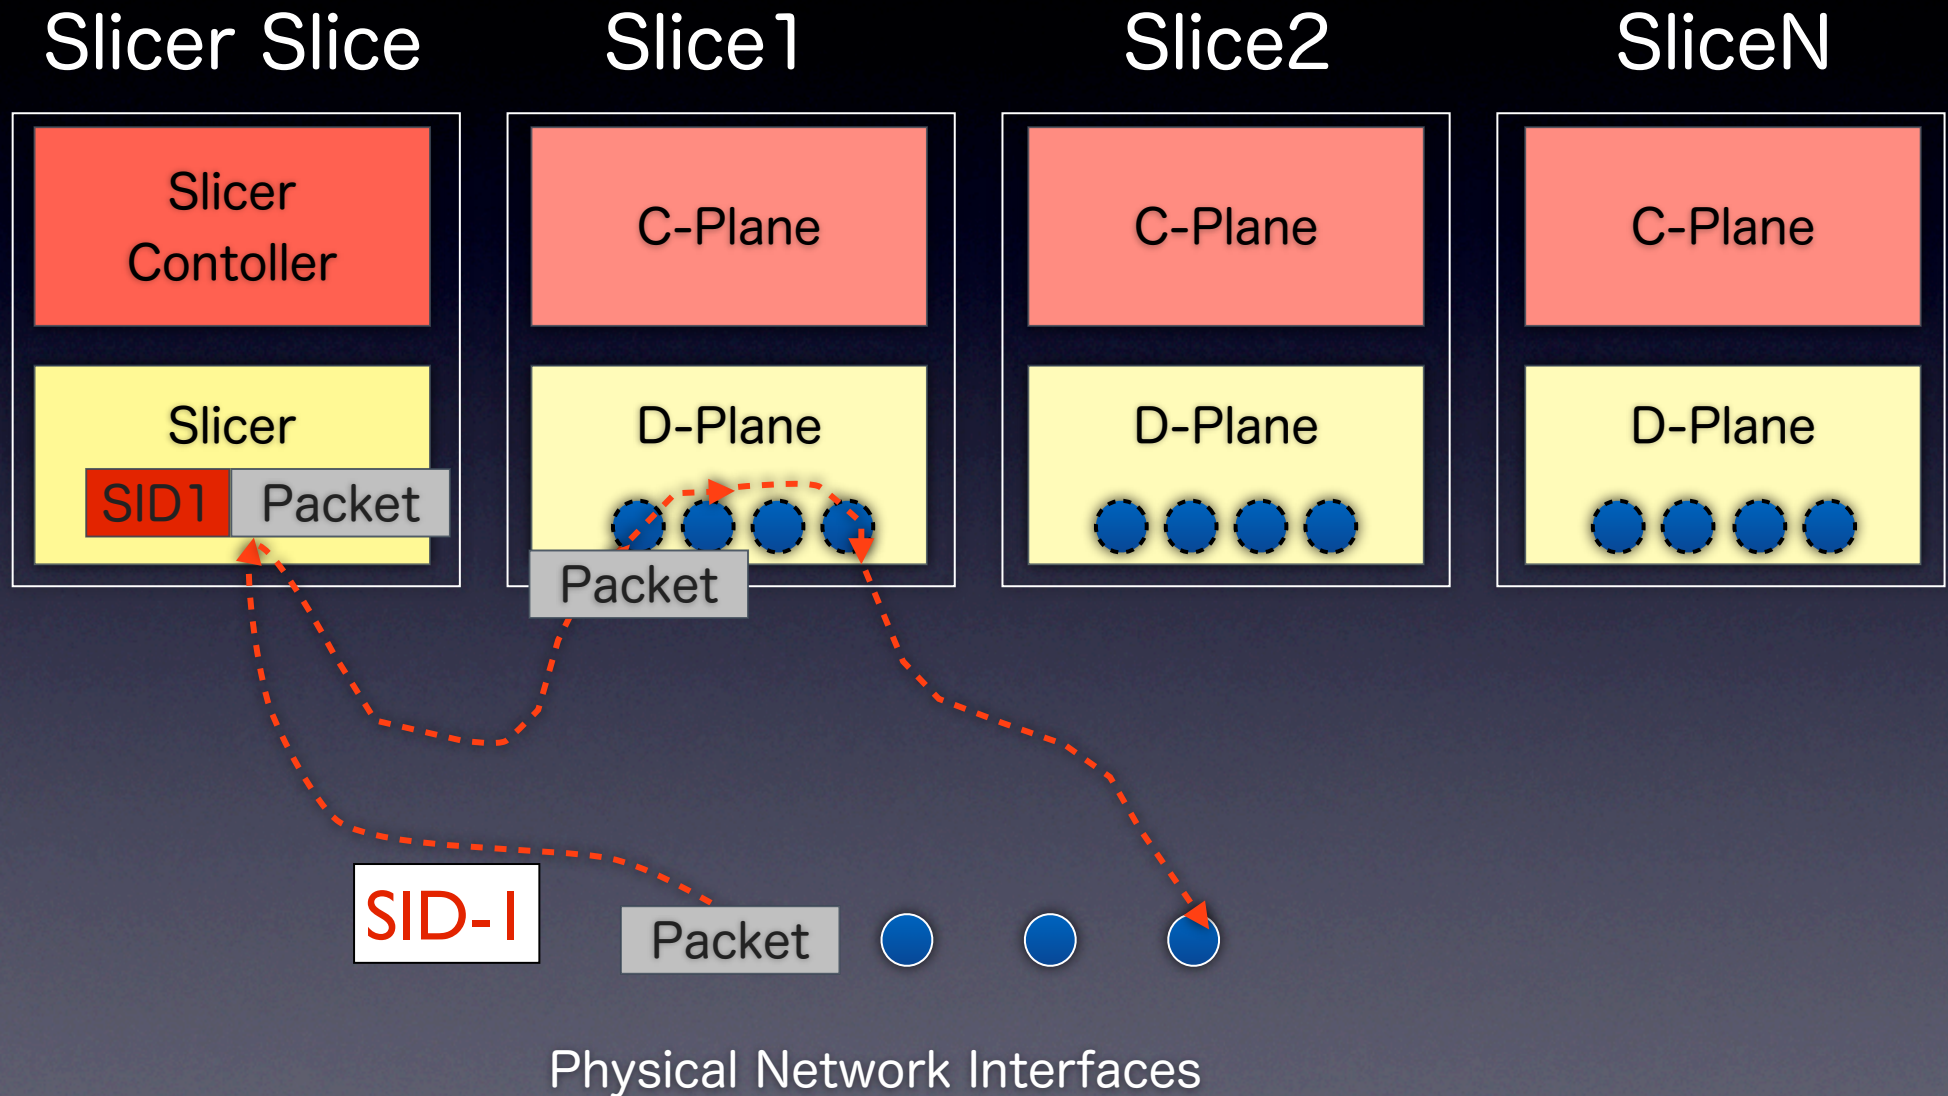 Slicer Slice
Slice1
Slice2
SliceN
Slicer
Contoller
C-Plane
C-Plane
C-Plane
Slicer
D-Plane
D-Plane
D-Plane
SID1
Packet
Packet
SID-1
Packet
Physical Network Interfaces